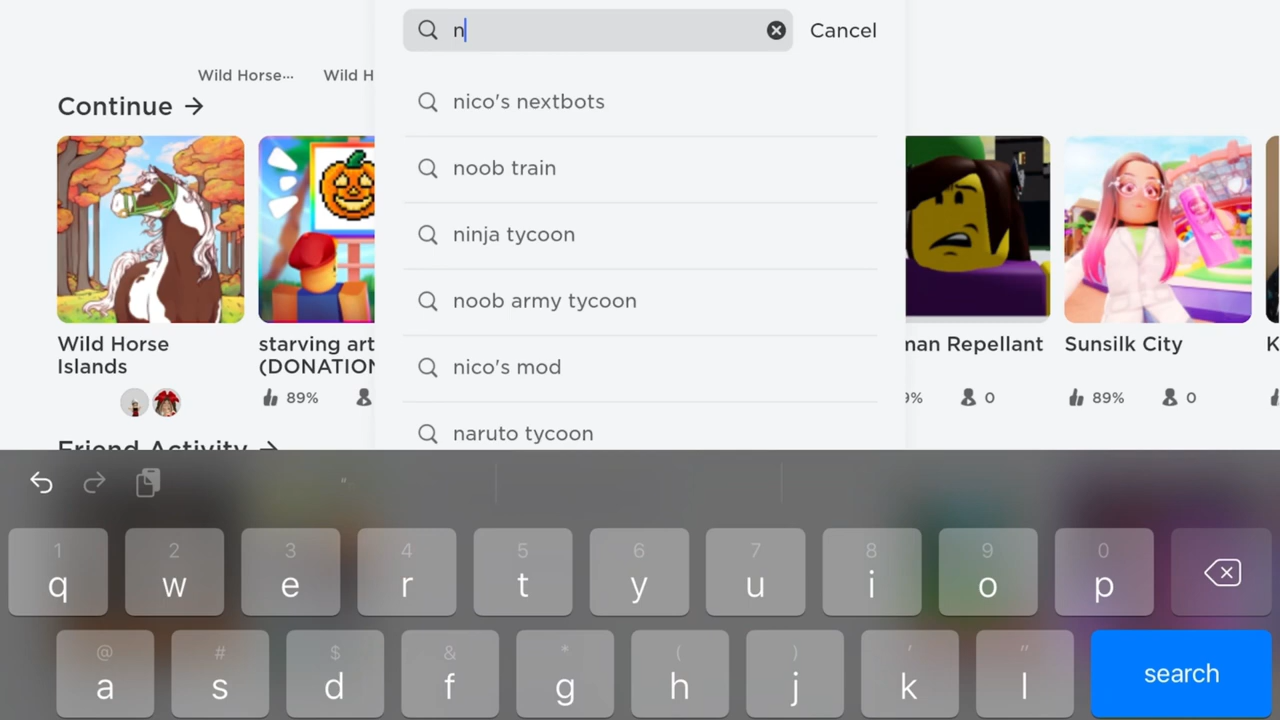 n
Cancel
Wild Horse...
Wild H
Continue →
nico's nextbots
noob train
ninja tycoon
noob army tycoon
nico's mod
naruto tycoon
Wild Horse
Islands
starving art
(DONATION
89%
man Repellant
9%
0
Sunsilk City
89%
0
K
Friend Activity →
"
1 2 3 4 5 6 7 8 9 0
q w e r t y u i o p
@ # $ & * ( ) ' "
a s d f g h j k l
search